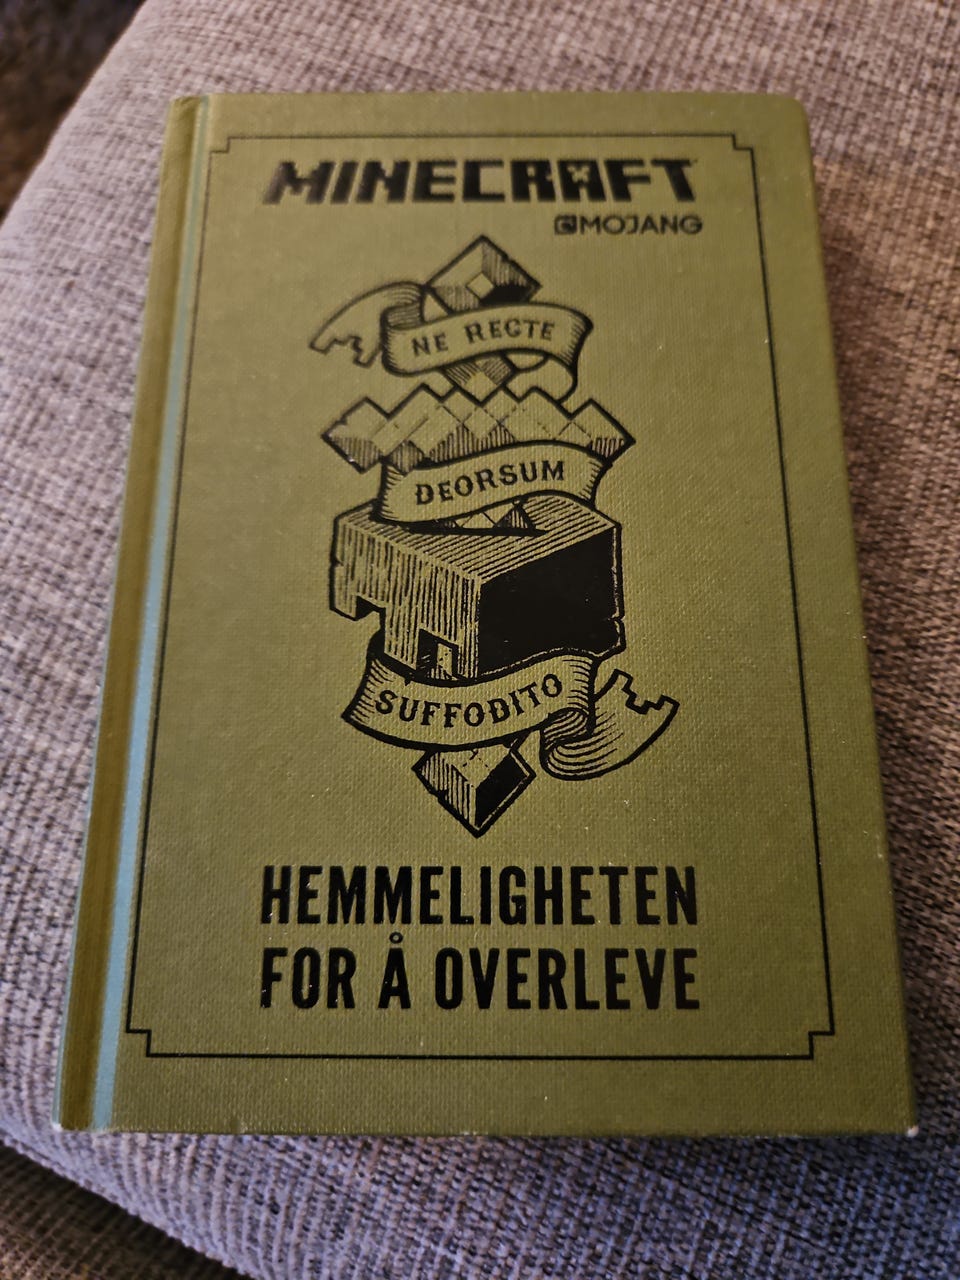 MINECRAFT
MOJANG
NE RECTE
DEORSUM
SUFFODITO
HEMMELIGHETEN
FOR Å OVERLEVE